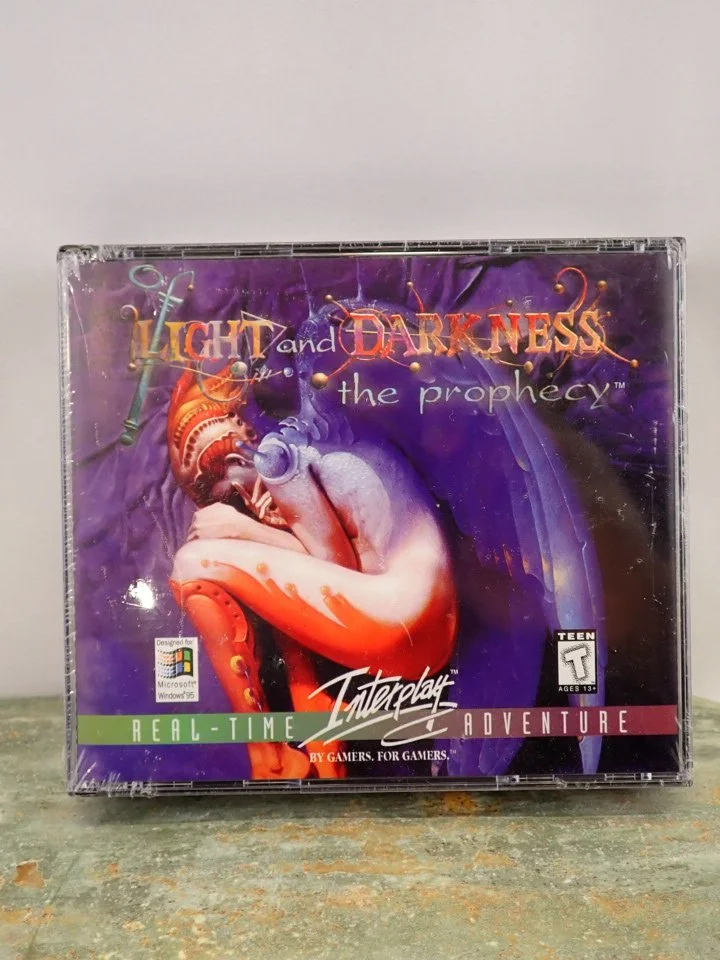 LIGHT and DARKNESS
the prophecy™
Designed for
Microsoft®
Windows®95
TEEN
T
AGES 13+
Interplay™
REAL-TIME ADVENTURE
BY GAMERS. FOR GAMERS.™